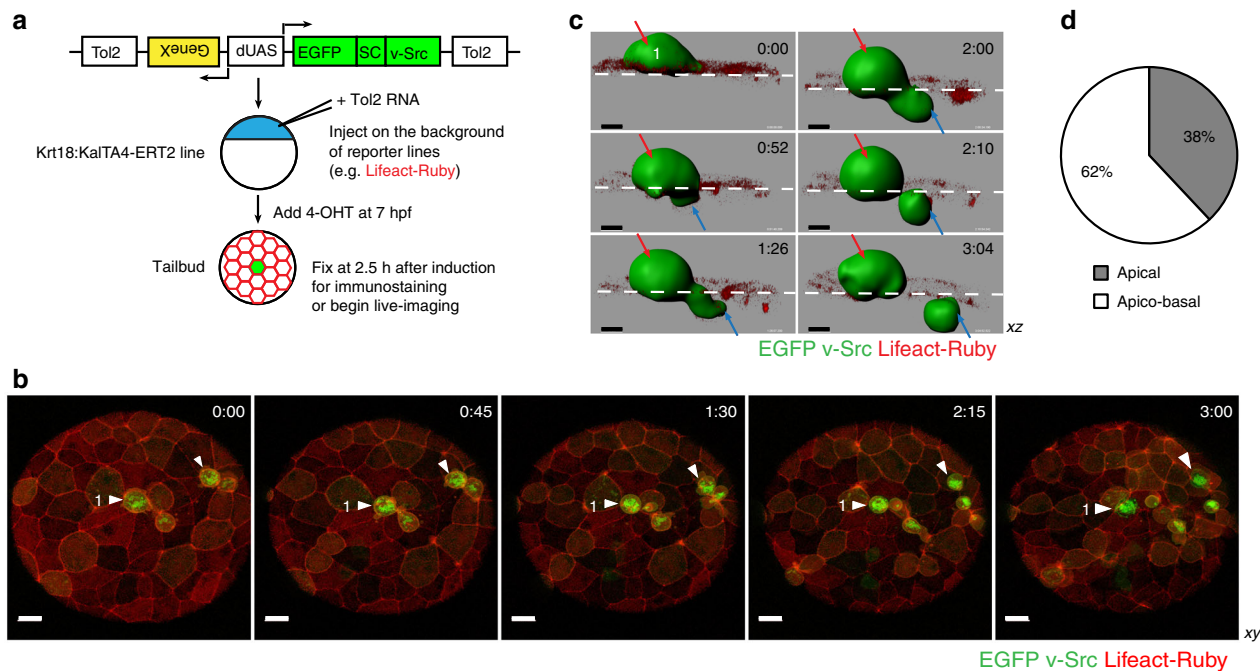 a
Tol2 GeneX dUAS EGFP SC v-Src Tol2
+ Tol2 RNA
Krt18:KalTA4-ERT2 line
Inject on the background
of reporter lines
(e.g. Lifeact-Ruby)
Add 4-OHT at 7 hpf
Tailbud
Fix at 2.5 h after induction
for immunostaining
or begin live-imaging
c
1
0:00
2:00
0:52
2:10
1:26
3:04
xz
EGFP v-Src Lifeact-Ruby
d
38%
62%
Apical
Apico-basal
b
0:00
0:45
1:30
2:15
3:00
1
1
1
1
1
xy
EGFP v-Src Lifeact-Ruby